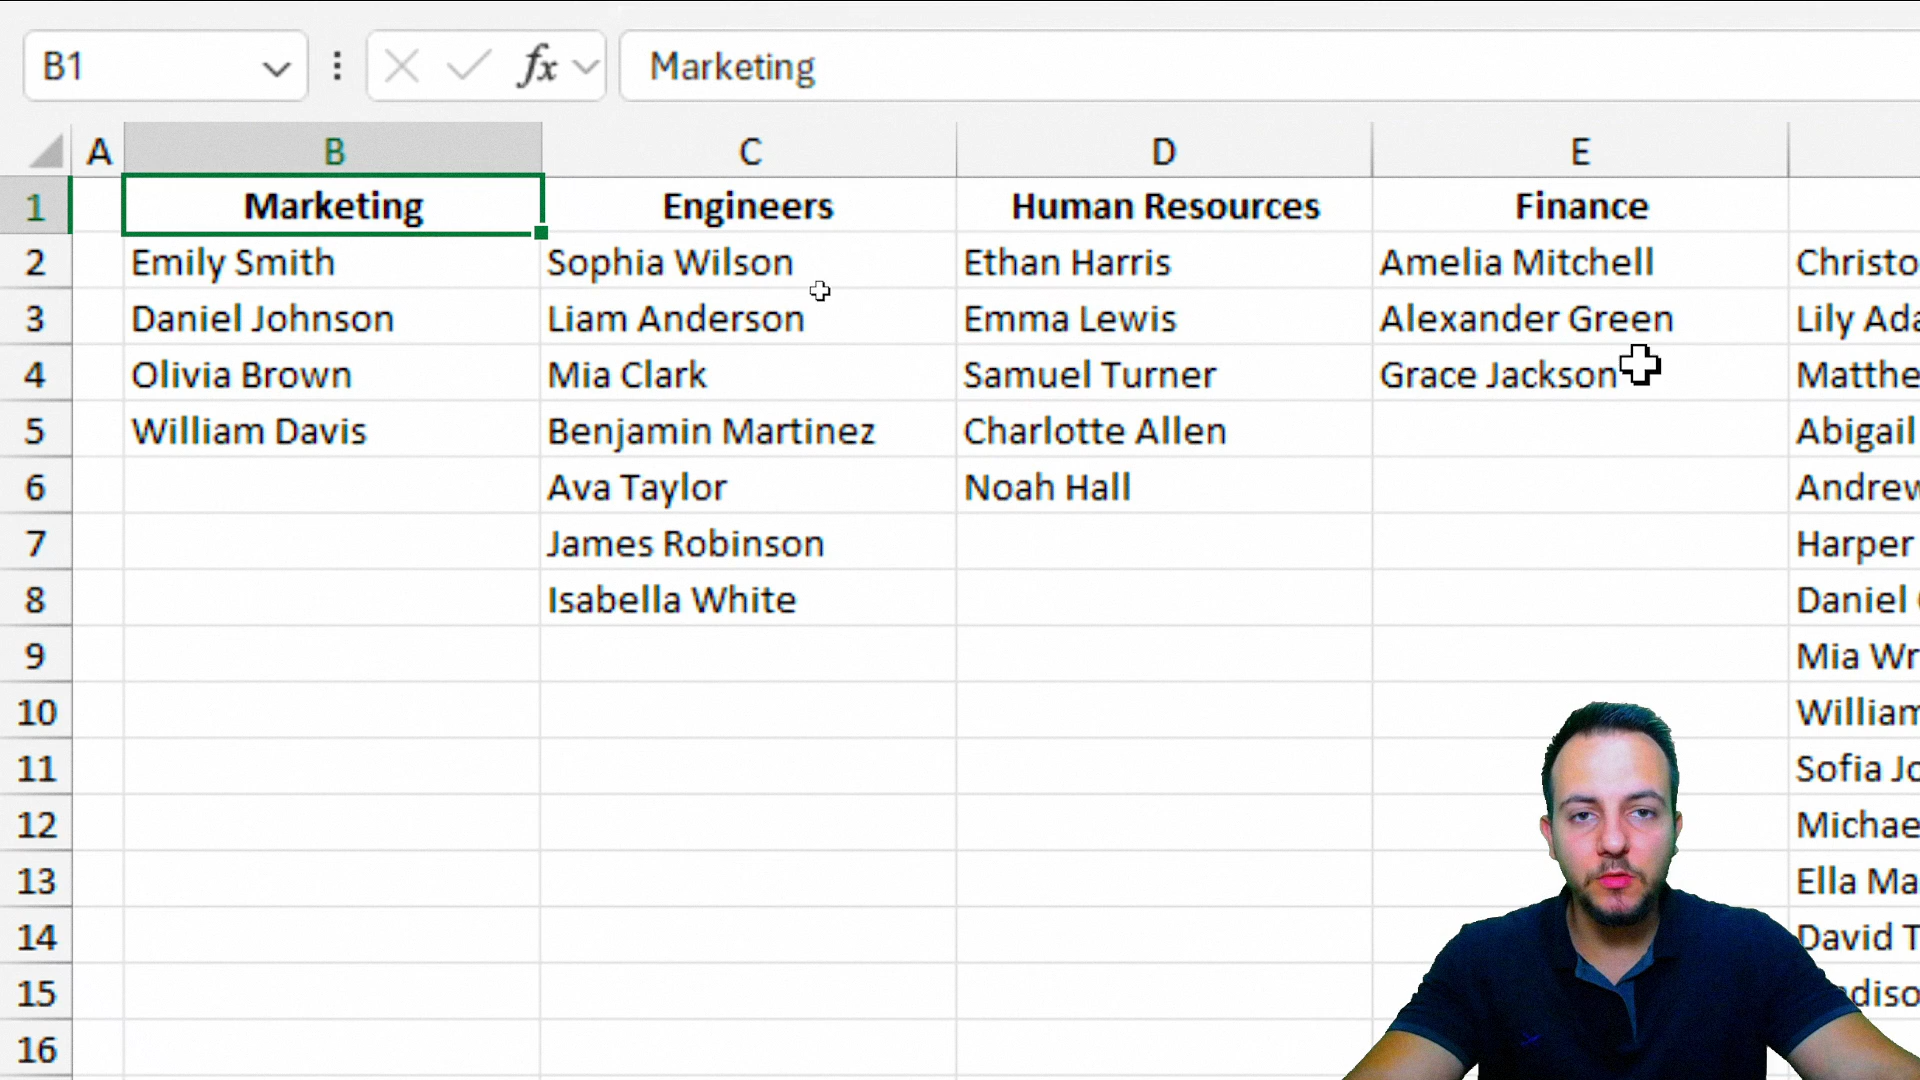 B1 fx Marketing
A B C D E
1 Marketing Engineers Human Resources Finance
2 Emily Smith Sophia Wilson Ethan Harris Amelia Mitchell Christo
3 Daniel Johnson Liam Anderson Emma Lewis Alexander Green Lily Ada
4 Olivia Brown Mia Clark Samuel Turner Grace Jackson Matthe
5 William Davis Benjamin Martinez Charlotte Allen Abigail
6 Ava Taylor Noah Hall Andrew
7 James Robinson Harper
8 Isabella White Daniel
9 Mia Wr
10 William
11 Sofia Jo
12 Michae
13 Ella Ma
14 David T
15 diso
16